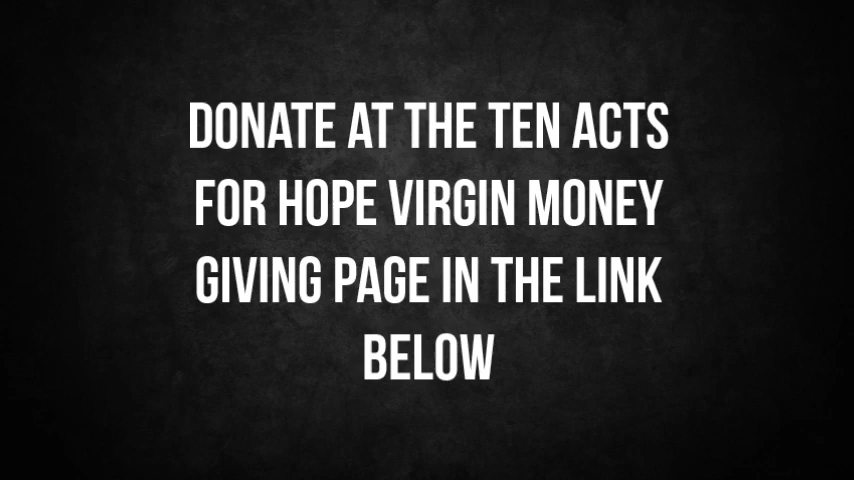 DONATE AT THE TEN ACTS
FOR HOPE VIRGIN MONEY
GIVING PAGE IN THE LINK
BELOW